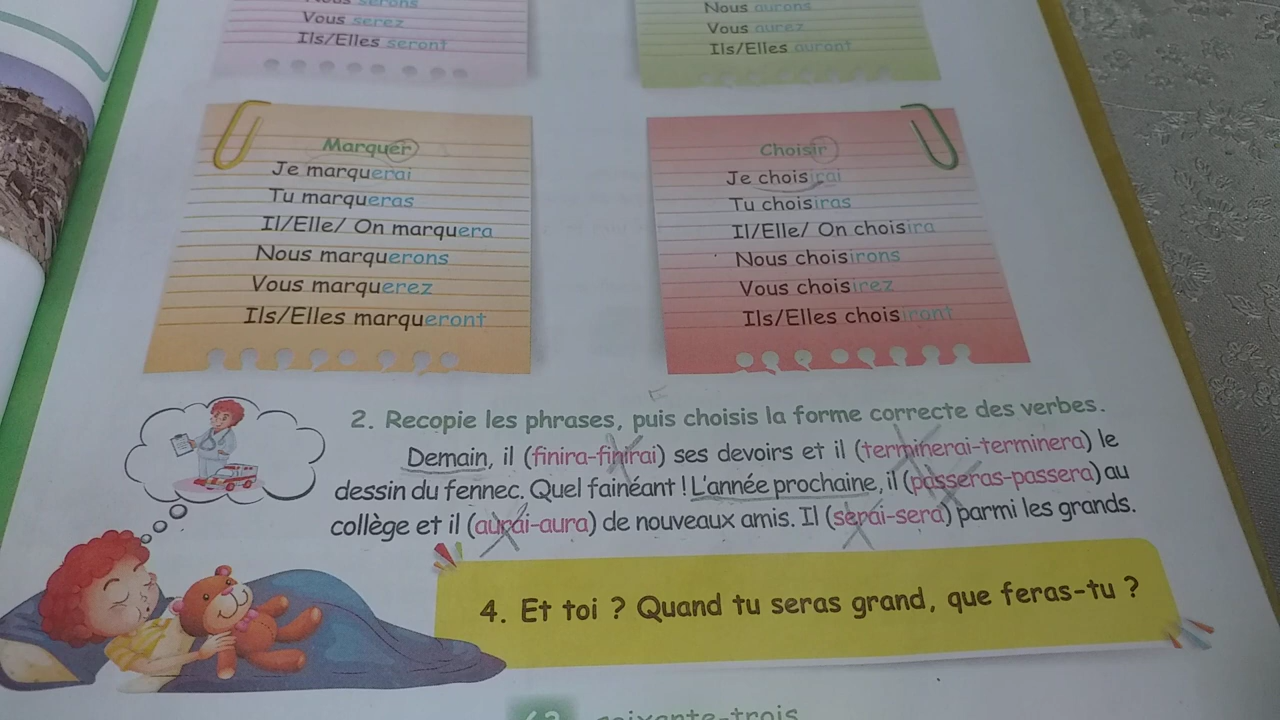 Nous serons
Vous serez
Ils/Elles seront
Nous aurons
Vous aurez
Ils/Elles auront
Marquer
Je marquerai
Tu marqueras
Il/Elle/ On marquera
Nous marquerons
Vous marquerez
Ils/Elles marqueront
Choisir
Je choisirai
Tu choisiras
Il/Elle/ On choisira
Nous choisirons
Vous choisirez
Ils/Elles choisiront
2. Recopie les phrases, puis choisis la forme correcte des verbes.
Demain, il (finira-finirai) ses devoirs et il (terminerai-terminera) le
dessin du fennec. Quel fainéant ! L'année prochaine, il (passeras-passera) au
collège et il (aurai-aura) de nouveaux amis. Il (serai-sera) parmi les grands.
4. Et toi ? Quand tu seras grand, que feras-tu ?
63 soixante-trois